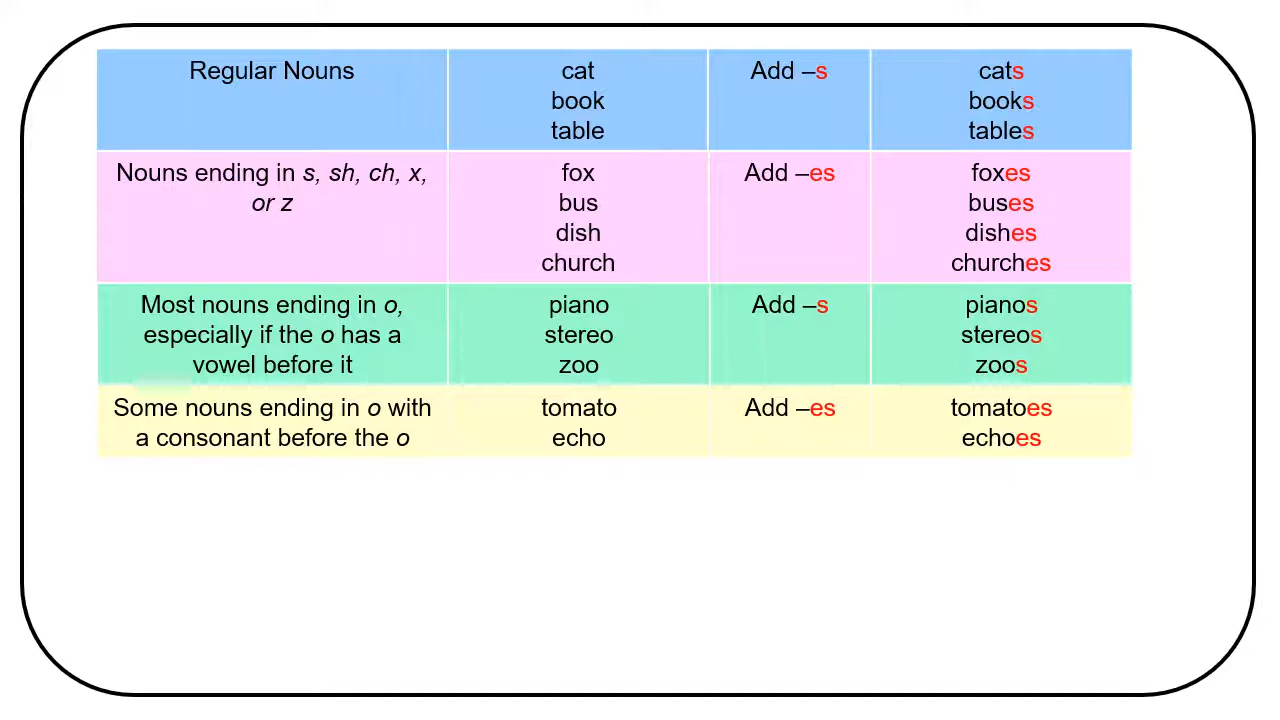 Regular Nouns
cat
book
table
Add –s
cats
books
tables
Nouns ending in s, sh, ch, x,
or z
fox
bus
dish
church
Add –es
foxes
buses
dishes
churches
Most nouns ending in o,
especially if the o has a
vowel before it
piano
stereo
zoo
Add –s
pianos
stereos
zoos
Some nouns ending in o with
a consonant before the o
tomato
echo
Add –es
tomatoes
echoes